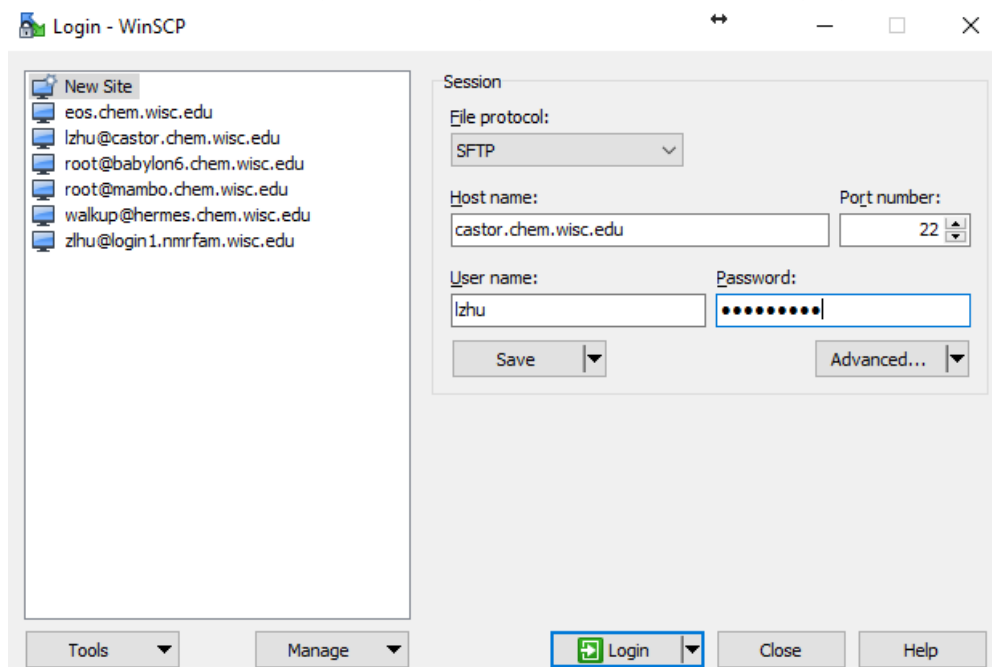 Login - WinSCP
New Site
eos.chem.wisc.edu
lzhu@castor.chem.wisc.edu
root@babylon6.chem.wisc.edu
root@mambo.chem.wisc.edu
walkup@hermes.chem.wisc.edu
zlhu@login1.nmrfam.wisc.edu
Session
File protocol:
SFTP
Host name: Port number:
castor.chem.wisc.edu 22
User name: Password:
lzhu ●●●●●●●●●
Save Advanced...
Tools Manage Login Close Help